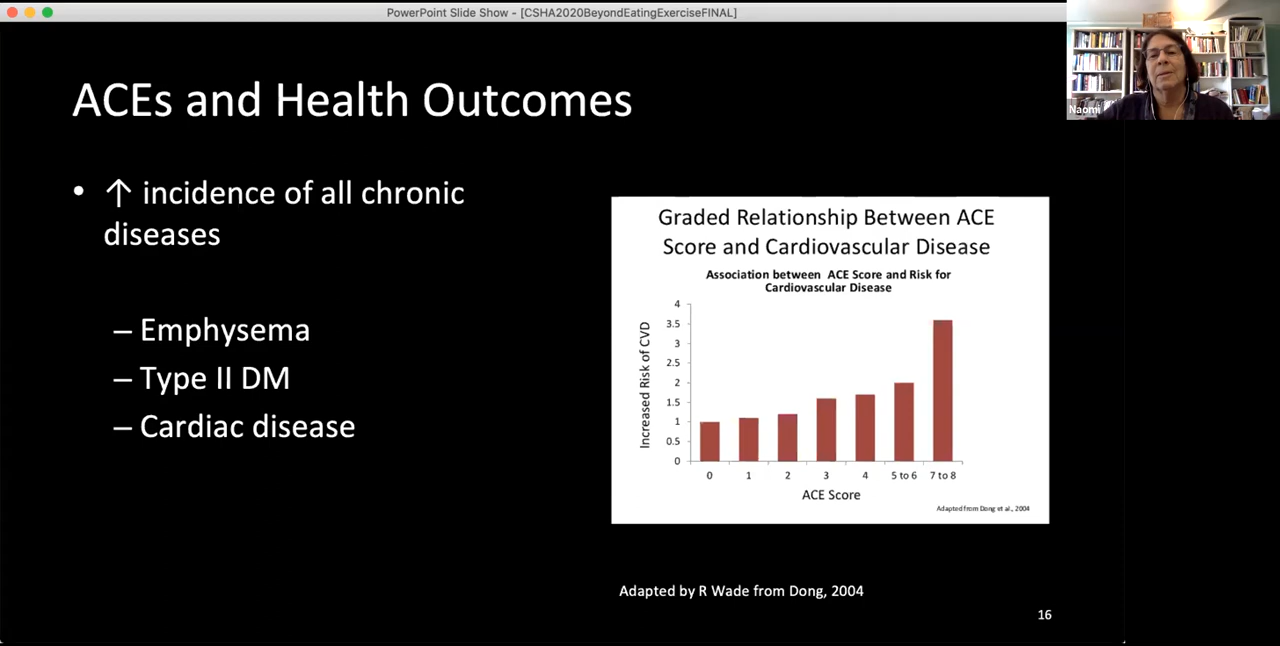 PowerPoint Slide Show - [CSHA2020BeyondEatingExerciseFINAL]
Naomi
ACEs and Health Outcomes
• ↑ incidence of all chronic
diseases
– Emphysema
– Type II DM
– Cardiac disease
Graded Relationship Between ACE
Score and Cardiovascular Disease
Association between ACE Score and Risk for
Cardiovascular Disease
Increased Risk of CVD
4
3.5
3
2.5
2
1.5
1
0.5
0
0 1 2 3 4 5 to 6 7 to 8
ACE Score
Adapted from Dong et al., 2004
Adapted by R Wade from Dong, 2004
16